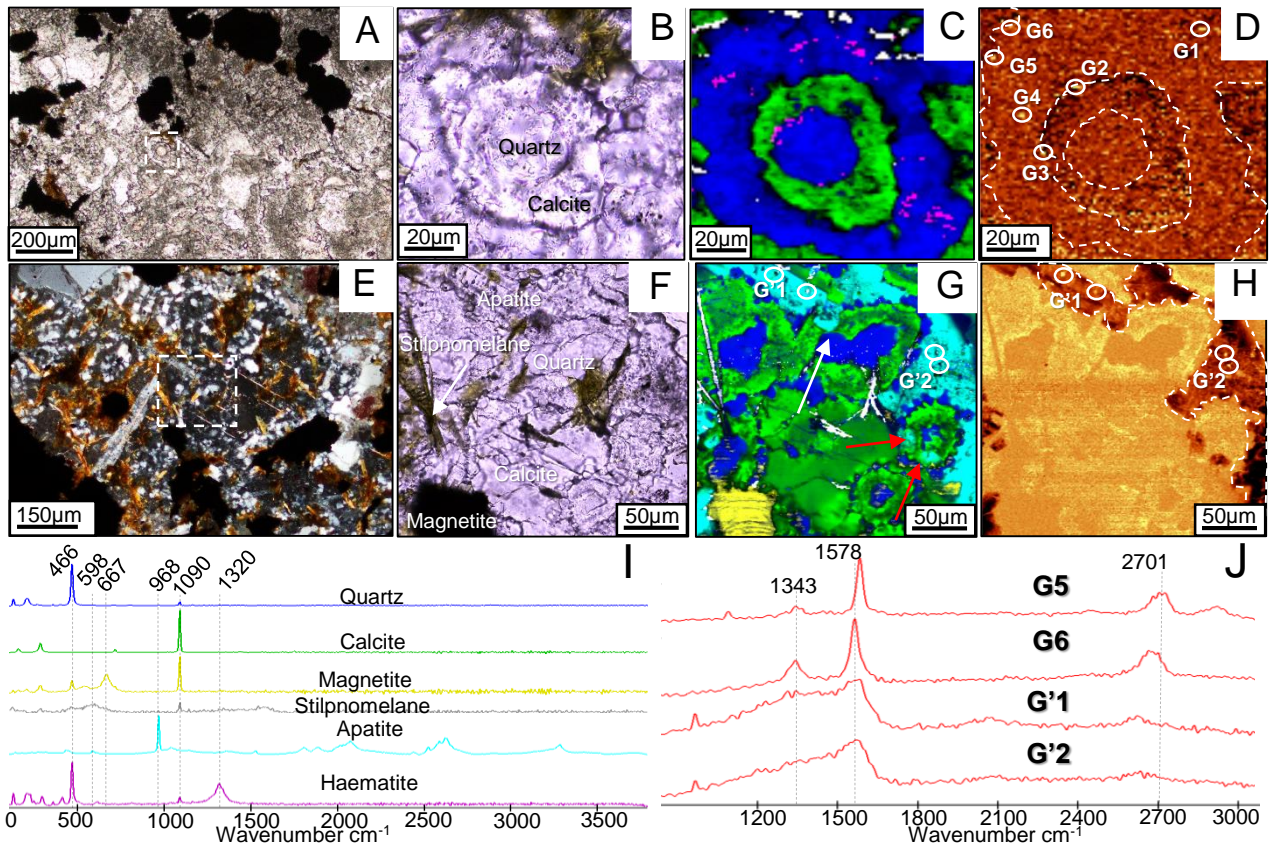 A
200µm
B
Quartz
Calcite
20µm
C
20µm
D
G6
G1
G5
G2
G4
G3
20µm
E
150µm
F
Apatite
Stilpnomelane
Quartz
Calcite
Magnetite
50µm
G
G'1
G'2
50µm
H
G'1
G'2
50µm
I
466
598
667
968
1090
1320
Quartz
Calcite
Magnetite
Stilpnomelane
Apatite
Haematite
0 500 1000 1500 2000 2500 3000 3500
Wavenumber cm-1
J
1343
1578
2701
G5
G6
G'1
G'2
1200 1500 1800 2100 2400 2700 3000
Wavenumber cm-1